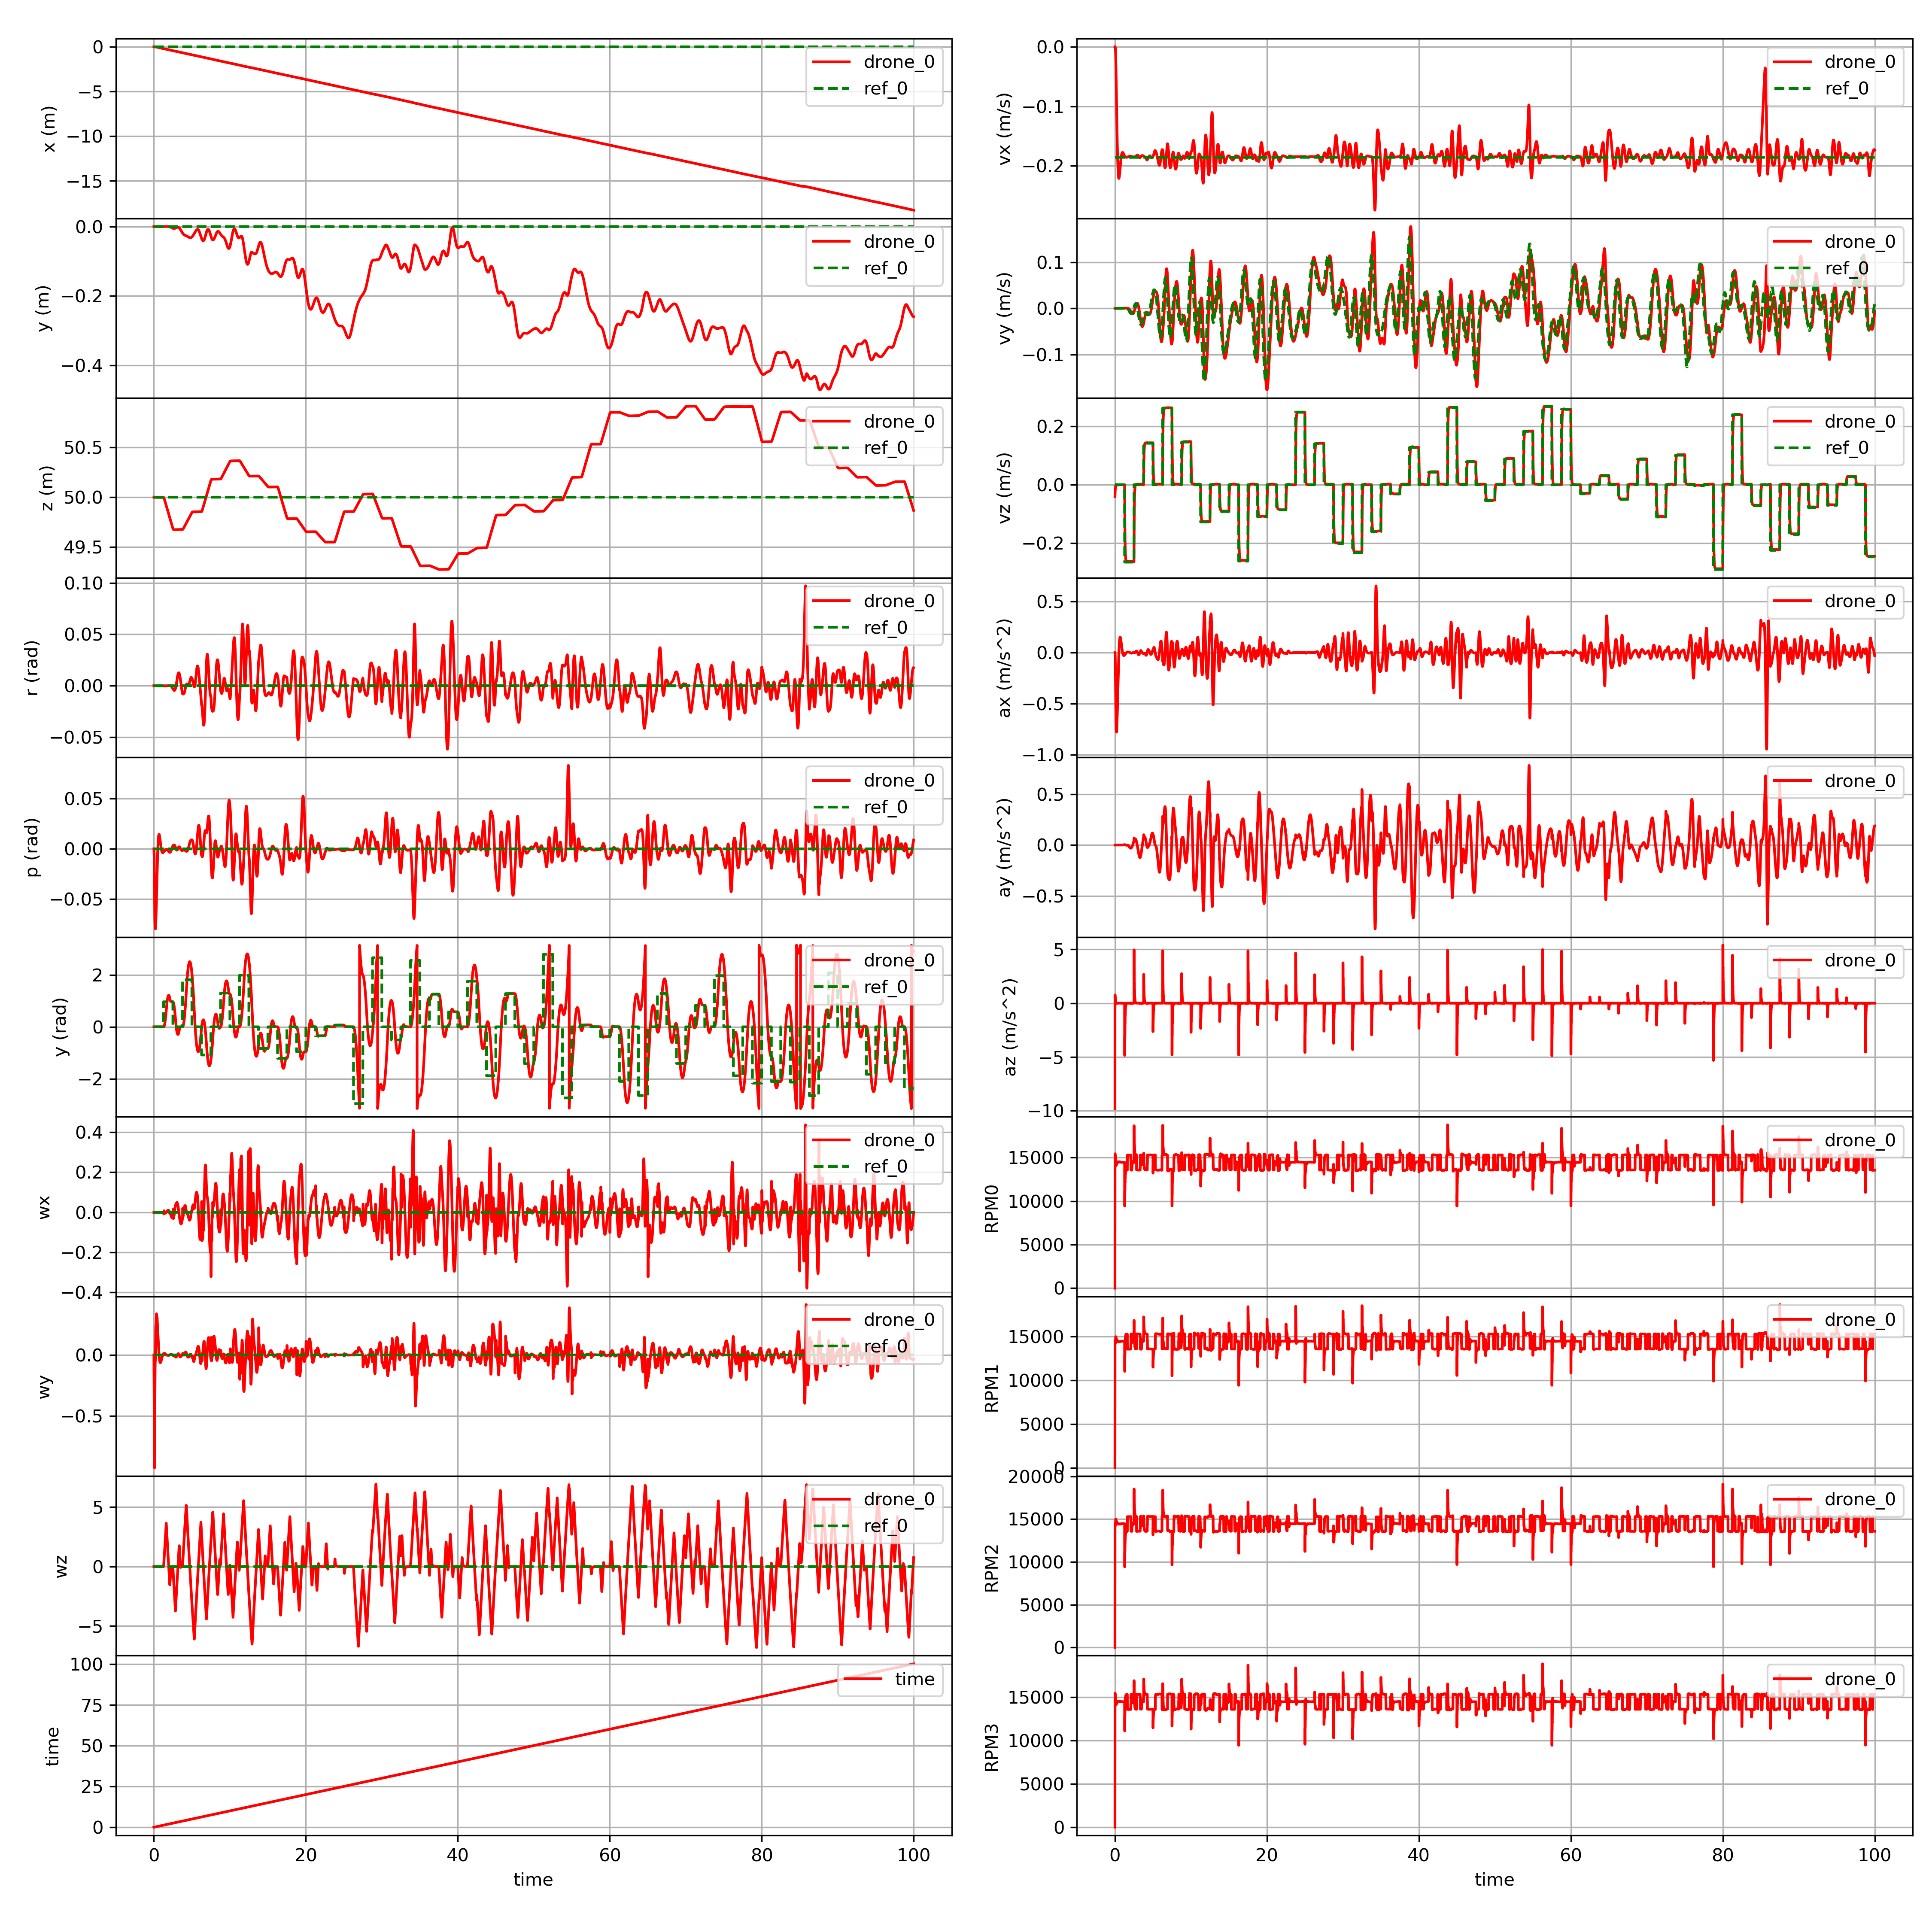 0
−5
−10
−15
x (m)
drone_0
ref_0
0.0
−0.2
−0.4
y (m)
drone_0
ref_0
50.5
50.0
49.5
z (m)
drone_0
ref_0
0.10
0.05
0.00
−0.05
r (rad)
drone_0
ref_0
0.05
0.00
−0.05
p (rad)
drone_0
ref_0
2
0
−2
y (rad)
drone_0
ref_0
0.4
0.2
0.0
−0.2
−0.4
wx
drone_0
ref_0
0.0
−0.5
wy
drone_0
ref_0
5
0
−5
wz
drone_0
ref_0
100
75
50
25
0
time
time
0 20 40 60 80 100
time
0.0
−0.1
−0.2
vx (m/s)
drone_0
ref_0
0.1
0.0
−0.1
vy (m/s)
drone_0
ref_0
0.2
0.0
−0.2
vz (m/s)
drone_0
ref_0
0.5
0.0
−0.5
−1.0
ax (m/s^2)
drone_0
0.5
0.0
−0.5
ay (m/s^2)
drone_0
5
0
−5
−10
az (m/s^2)
drone_0
15000
10000
5000
0
RPM0
drone_0
15000
10000
5000
0
RPM1
drone_0
20000
15000
10000
5000
0
RPM2
drone_0
15000
10000
5000
0
RPM3
drone_0
0 20 40 60 80 100
time